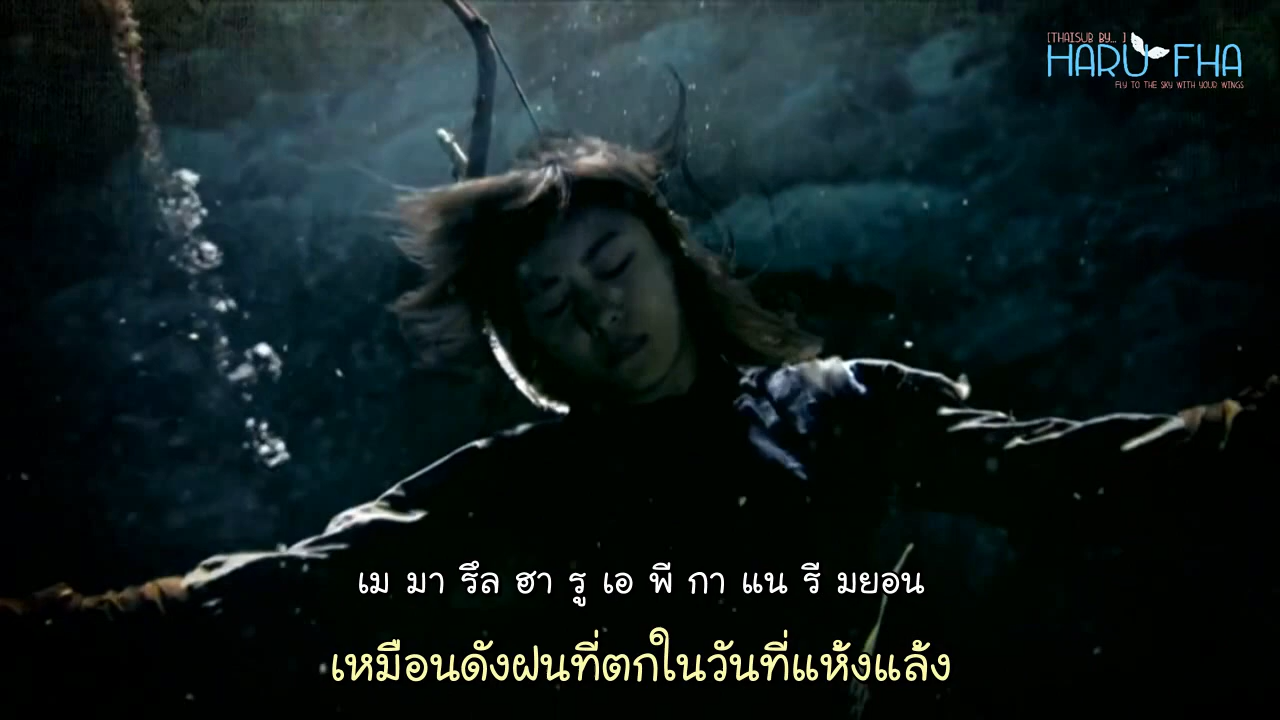 [THAISUB BY... ]
HARU FHA
FLY TO THE SKY WITH YOUR WINGS
เม มา รึล ฮา รู เอ พี กา แน รี มยอน
เหมือนดังฝนที่ตกในวันที่แห้งแล้ง